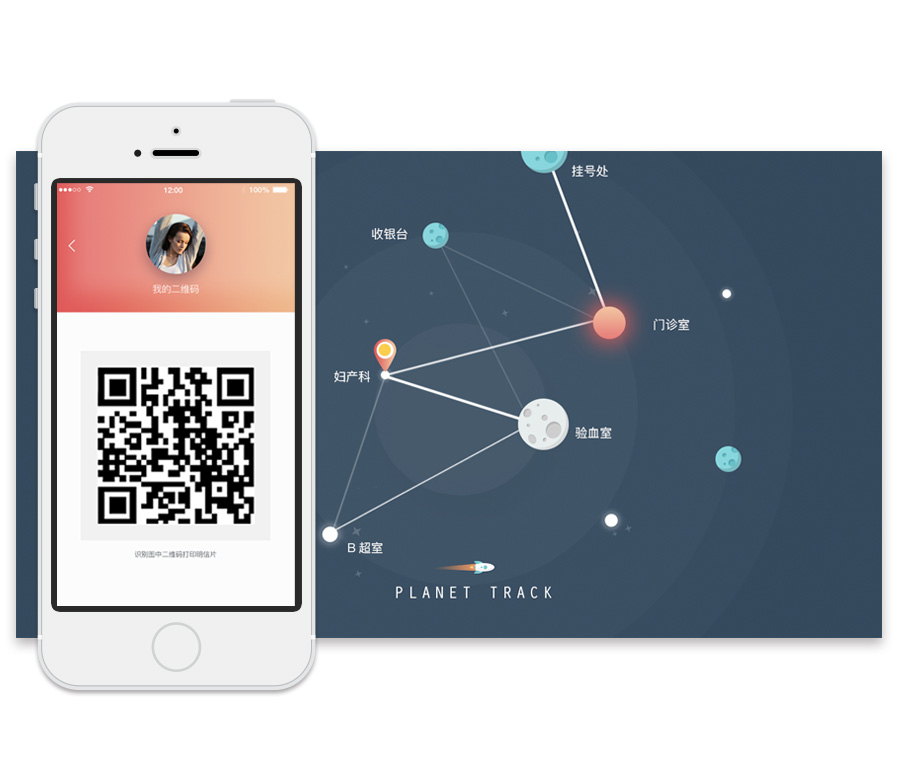 12:00
100%
我的二维码
识别图中二维码打印明信片
挂号处
收银台
门诊室
妇产科
验血室
B 超室
PLANET TRACK